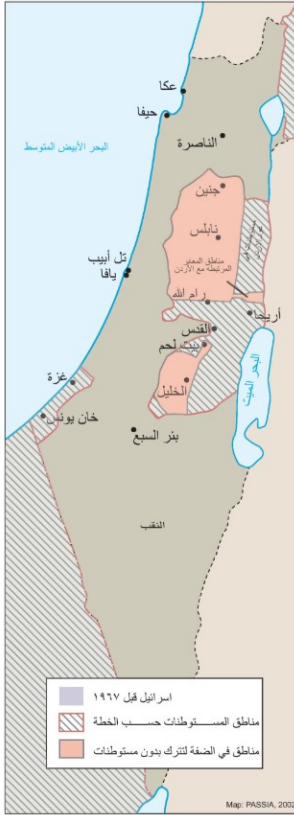 عكا
حيفا
البحر الأبيض المتوسط
الناصرة
جنين
نابلس
مناطق المعابر
المرتبطه مع الأردن
تل أبيب
يافا
رام الله
أريحا
القدس
بيت لحم
البحر الميت
غزة
الخليل
خان يونس
بئر السبع
النقب
اسرائيل قبل ١٩٦٧
مناطق المستوطنات حسب الخطة
مناطق في الضفة لتترك بدون مستوطنات
Map: PASSIA, 2002